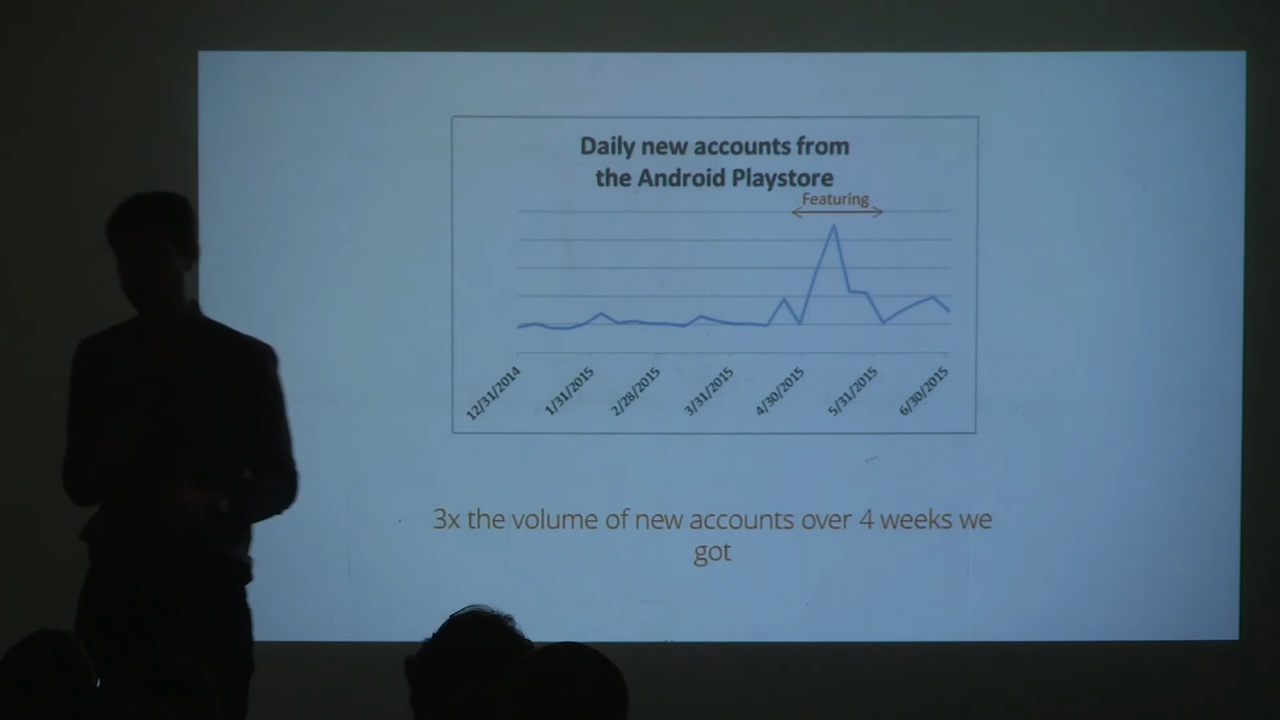 Daily new accounts from
the Android Playstore
Featuring
12/31/2014
1/31/2015
2/28/2015
3/31/2015
4/30/2015
5/31/2015
6/30/2015
3x the volume of new accounts over 4 weeks we
got